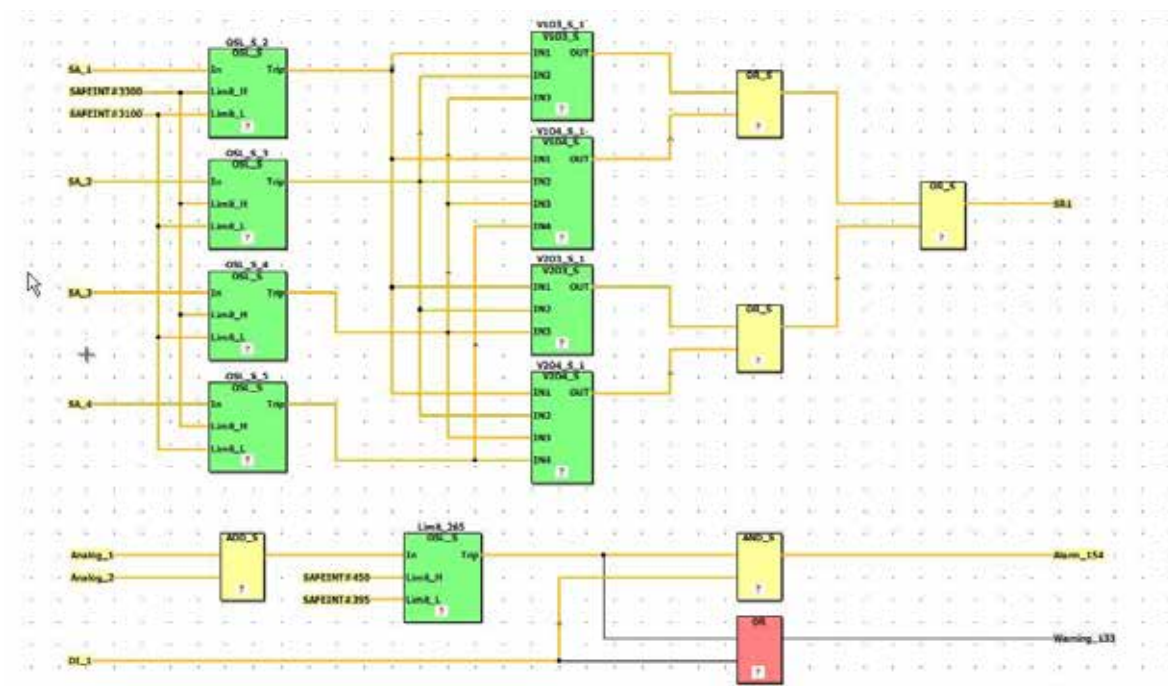 V1O3_S_1
OSL_S_2
V1O3_S
OSL_S
IN1 OUT
SA_1
In Trip
OR_S
IN2
SAFEINT#3300
Limit_H
IN3
SAFEINT#3100
Limit_L
?
?
?
V1O4_S_1
V1O4_S
OSL_S_3
OSL_S
IN1 OUT
SA_2
In Trip
IN2
OR_S
Limit_H
IN3
SR1
Limit_L
IN4
?
?
?
V2O3_S_1
OSL_S_4
V2O3_S
OSL_S
IN1 OUT
SA_3
In Trip
IN2
OR_S
Limit_H
IN3
Limit_L
?
?
?
V2O4_S_1
OSL_S_5
V2O4_S
OSL_S
IN1 OUT
SA_4
In Trip
IN2
Limit_H
IN3
Limit_L
IN4
?
?
Limit_265
ADD_S
OSL_S
AND_S
Analog_1
In Trip
Alarm_154
Analog_2
SAFEINT#450
Limit_H
SAFEINT#395
Limit_L
?
?
?
OR
Warning_133
DI_1
?